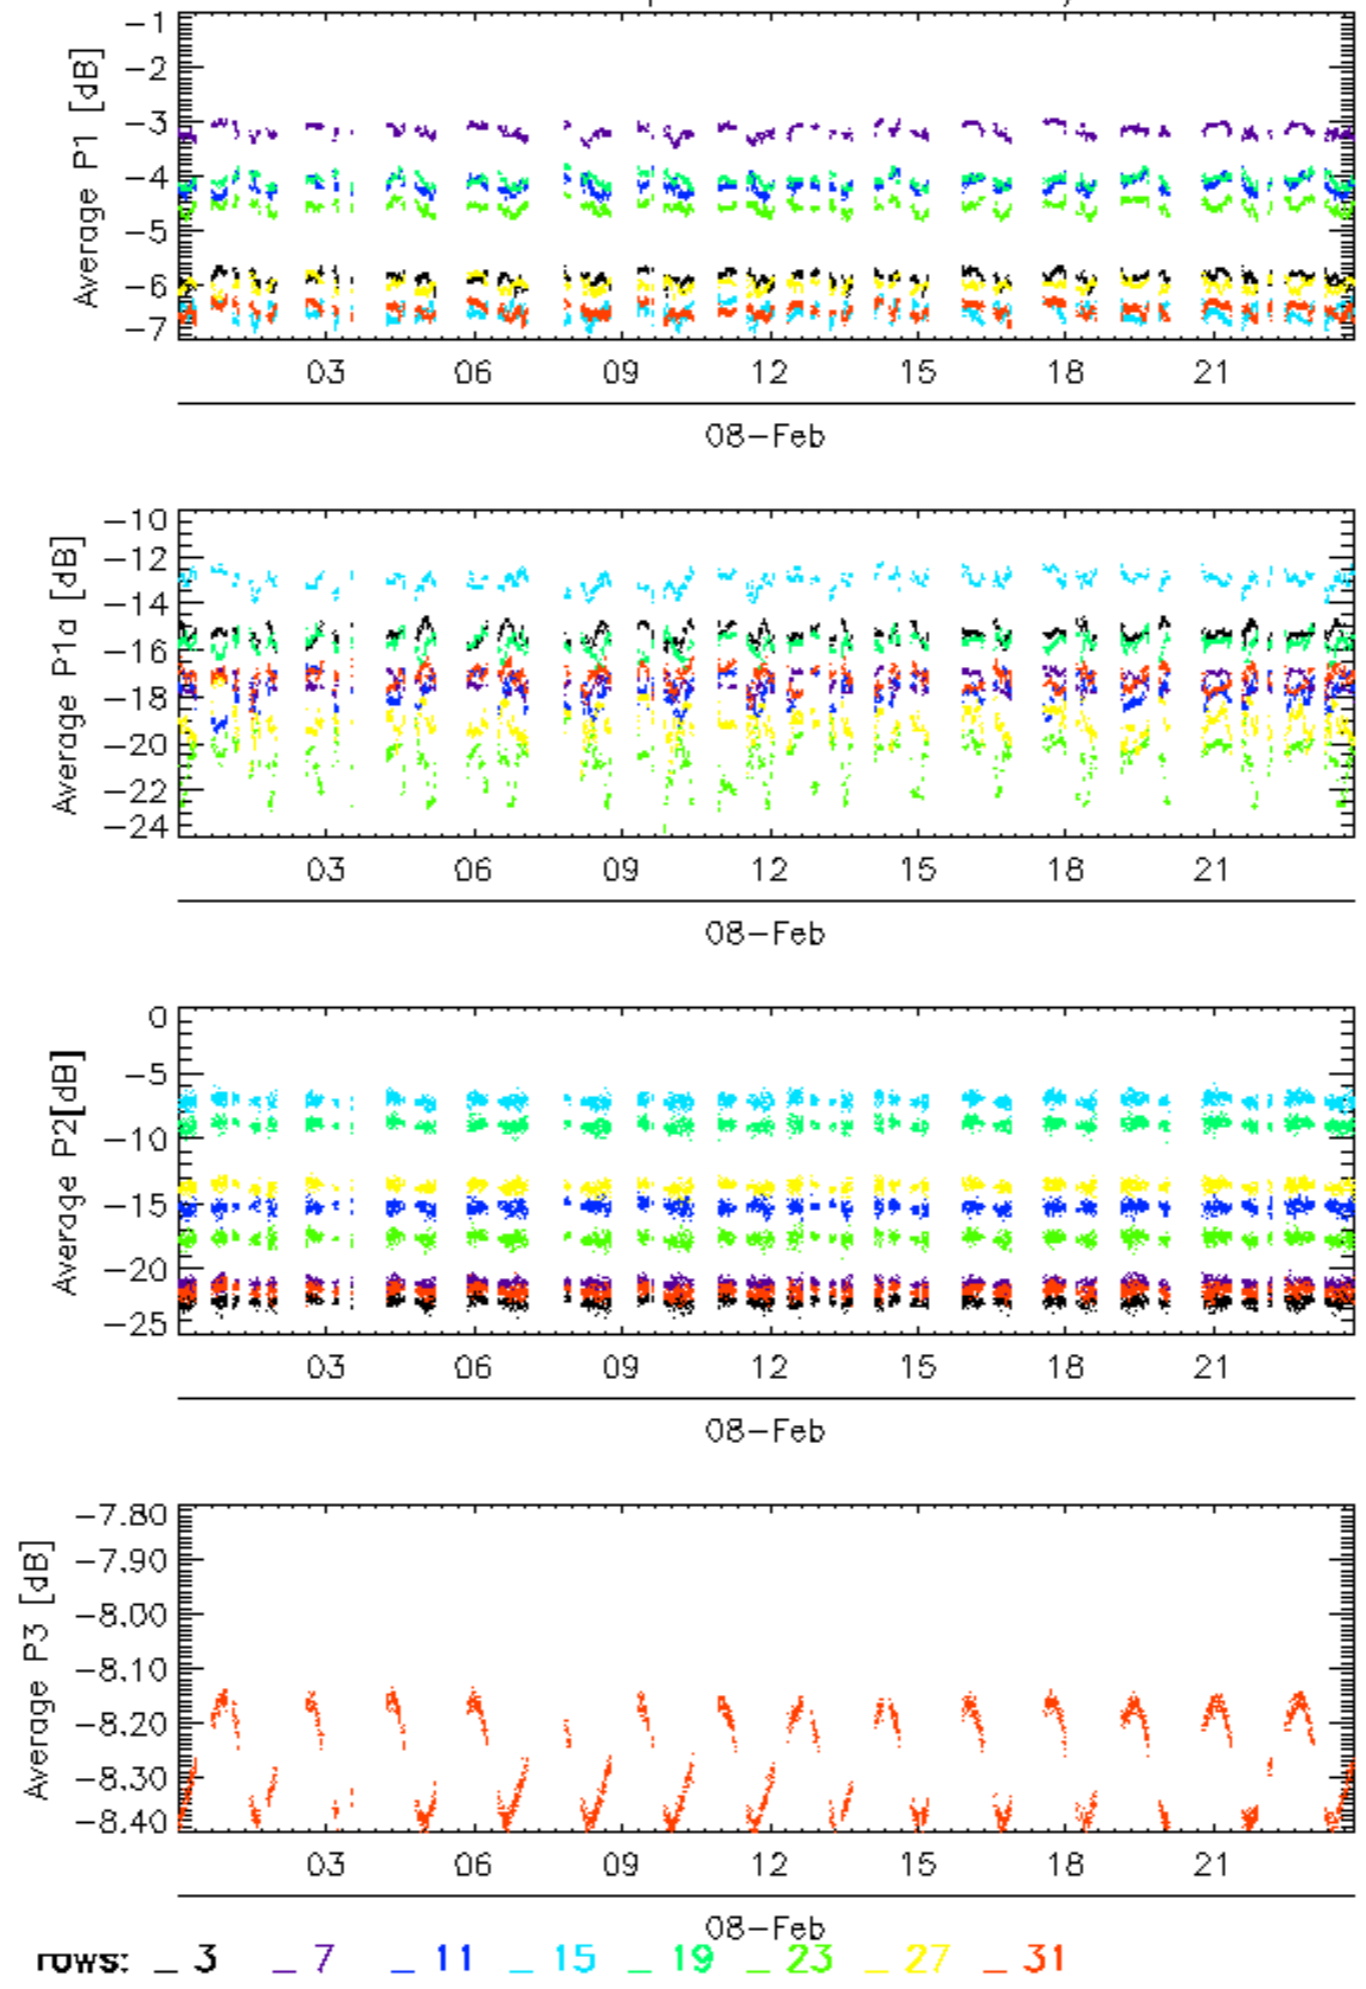 Average P1 [dB]
-1
-2
-3
-4
-5
-6
-7
03 06 09 12 15 18 21
08-Feb
Average P1a [dB]
-10
-12
-14
-16
-18
-20
-22
-24
03 06 09 12 15 18 21
08-Feb
Average P2[dB]
0
-5
-10
-15
-20
-25
03 06 09 12 15 18 21
08-Feb
Average P3 [dB]
-7.80
-7.90
-8.00
-8.10
-8.20
-8.30
-8.40
03 06 09 12 15 18 21
08-Feb
rows: _ 3 _ 7 _ 11 _ 15 _ 19 _ 23 _ 27 _ 31